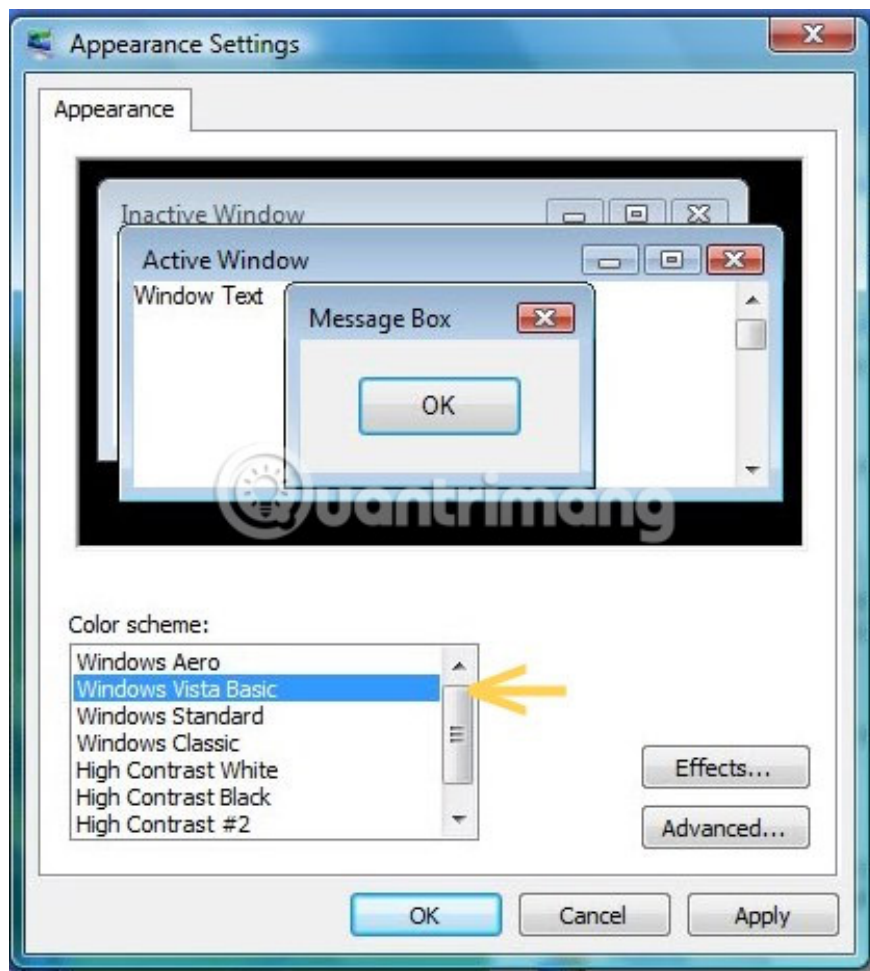 Appearance Settings
Appearance
Inactive Window
Active Window
Window Text
Message Box
OK
Quantrimang
Color scheme:
Windows Aero
Windows Vista Basic
Windows Standard
Windows Classic
High Contrast White
High Contrast Black
High Contrast #2
Effects...
Advanced...
OK Cancel Apply